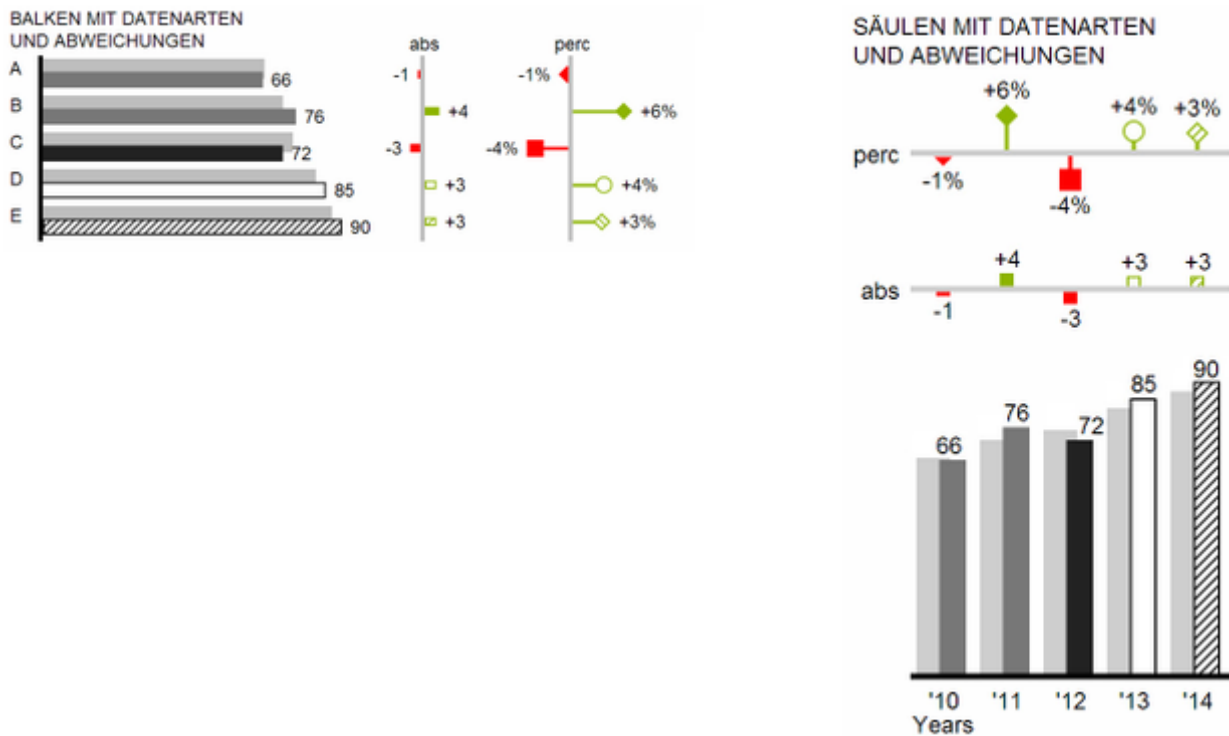 BALKEN MIT DATENARTEN
UND ABWEICHUNGEN
abs
perc
A
66
-1
-1%
B
76
+4
+6%
C
72
-3
-4%
D
85
+3
+4%
E
90
+3
+3%
SÄULEN MIT DATENARTEN
UND ABWEICHUNGEN
+6%
+4%
+3%
perc
-1%
-4%
+4
+3
+3
abs
-1
-3
66
76
72
85
90
'10
'11
'12
'13
'14
Years